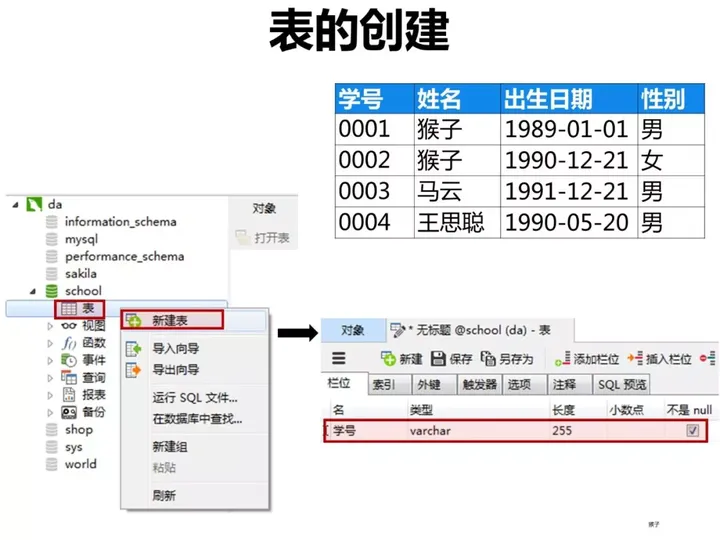 表的创建
学号 姓名 出生日期 性别
0001 猴子 1989-01-01 男
0002 猴子 1990-12-21 女
0003 马云 1991-12-21 男
0004 王思聪 1990-05-20 男
da
information_schema
mysql
performance_schema
sakila
school
表
视图
函数
事件
查询
报表
备份
shop
sys
world
对象
打开表
新建表
导入向导
导出向导
运行 SQL 文件...
在数据库中查找...
新建组
粘贴
刷新
对象 * 无标题 @school (da) - 表
新建 保存 另存为 添加栏位 插入栏位
栏位 索引 外键 触发器 选项 注释 SQL 预览
名 类型 长度 小数点 不是 null
学号 varchar 255
猴子